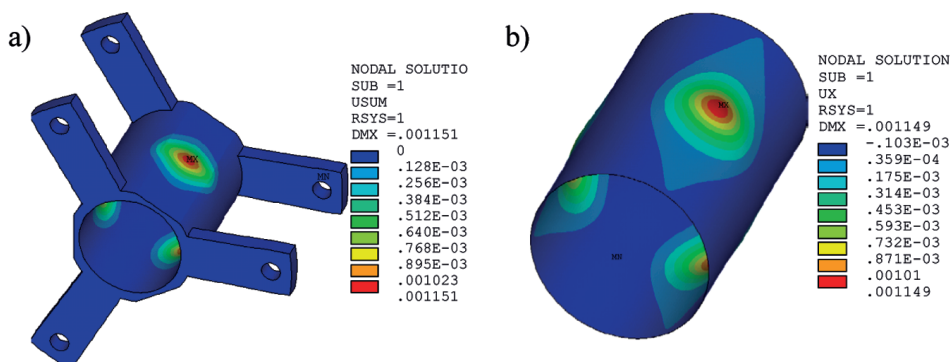 a)
NODAL SOLUTIO
SUB =1
USUM
RSYS=1
DMX =.001151
0
.128E-03
.256E-03
.384E-03
.512E-03
.640E-03
.768E-03
.895E-03
.001023
.001151
MX
MN
b)
NODAL SOLUTION
SUB =1
UX
RSYS=1
DMX =.001149
-.103E-03
.359E-04
.175E-03
.314E-03
.453E-03
.593E-03
.732E-03
.871E-03
.00101
.001149
MX
MN